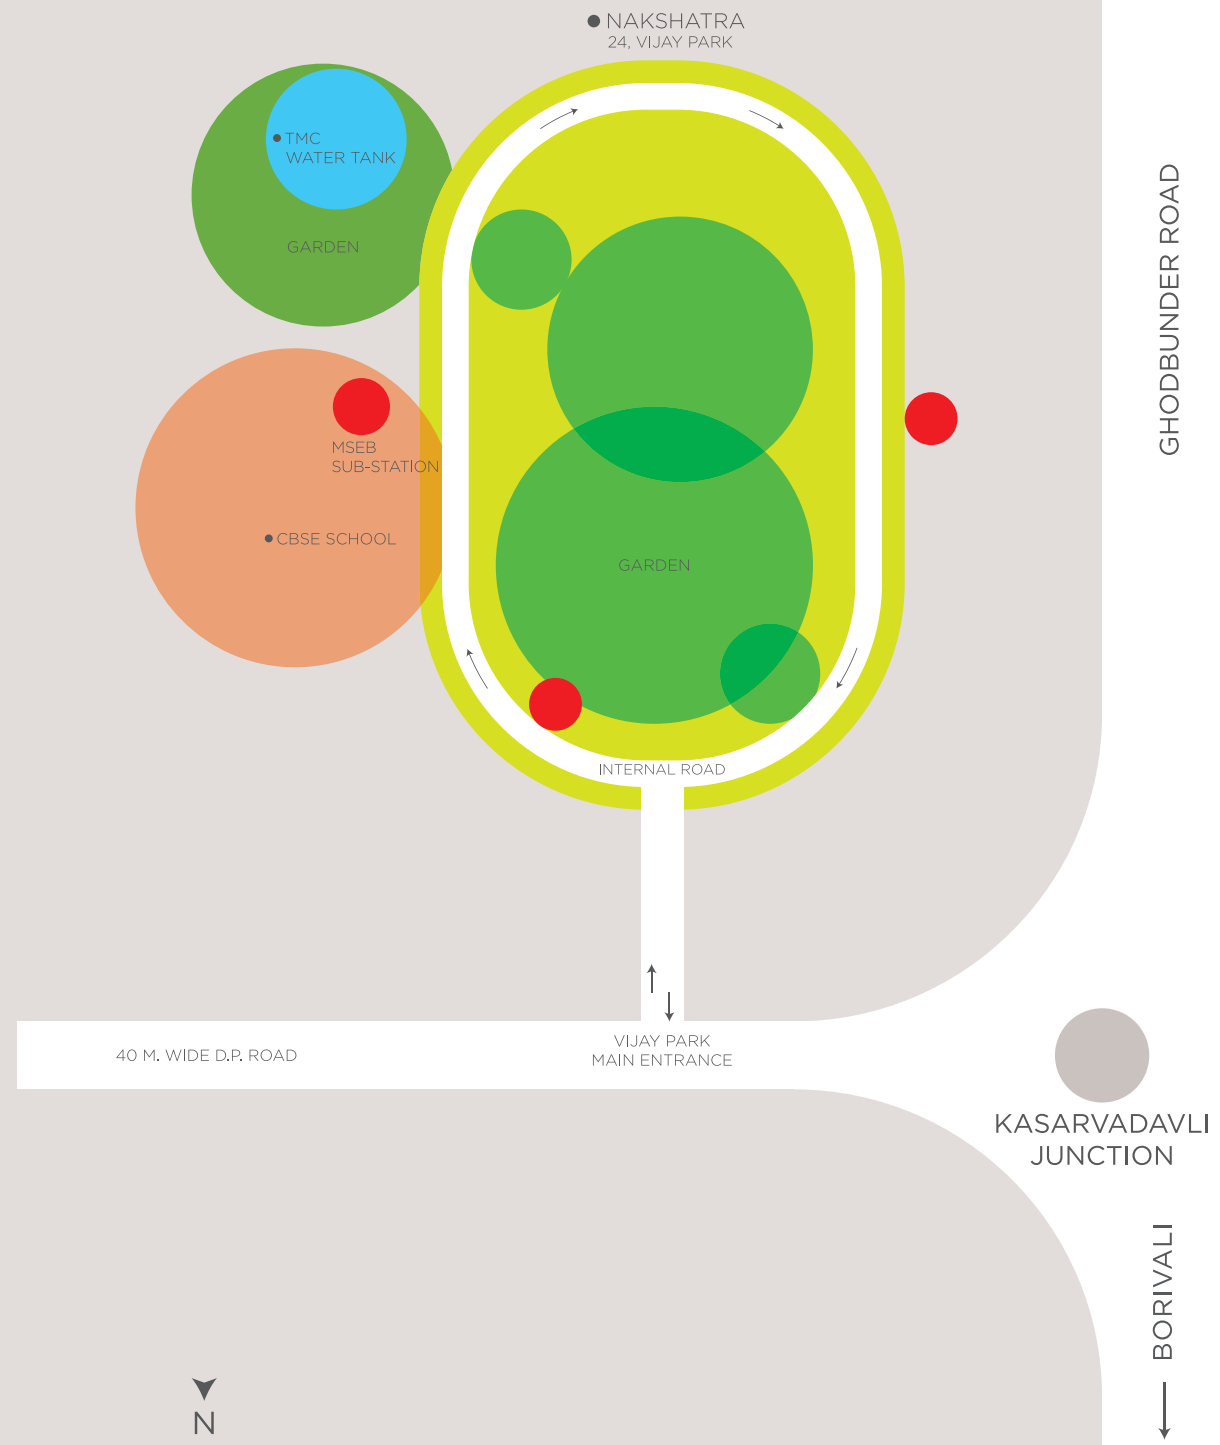 NAKSHATRA
24, VIJAY PARK
TMC
WATER TANK
GARDEN
GHODBUNDER ROAD
MSEB
SUB-STATION
CBSE SCHOOL
GARDEN
INTERNAL ROAD
VIJAY PARK
MAIN ENTRANCE
40 M. WIDE D.P. ROAD
KASARVADAVLI
JUNCTION
BORIVALI
N